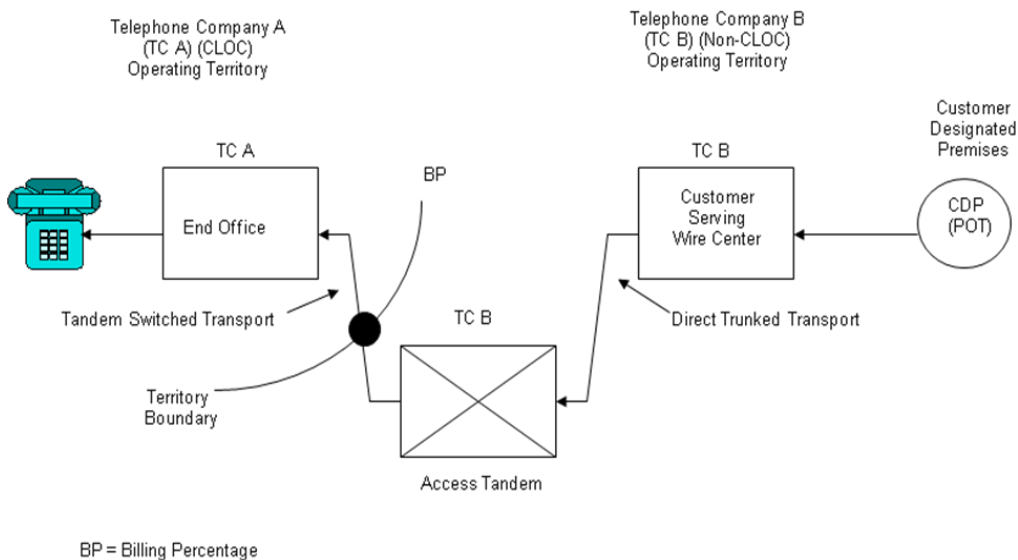 Telephone Company A
(TC A) (CLOC)
Operating Territory
Telephone Company B
(TC B) (Non-CLOC)
Operating Territory
Customer
Designated
Premises
TC A
BP
TC B
End Office
Customer
Serving
Wire Center
CDP
(POT)
Tandem Switched Transport
TC B
Direct Trunked Transport
Territory
Boundary
Access Tandem
BP = Billing Percentage